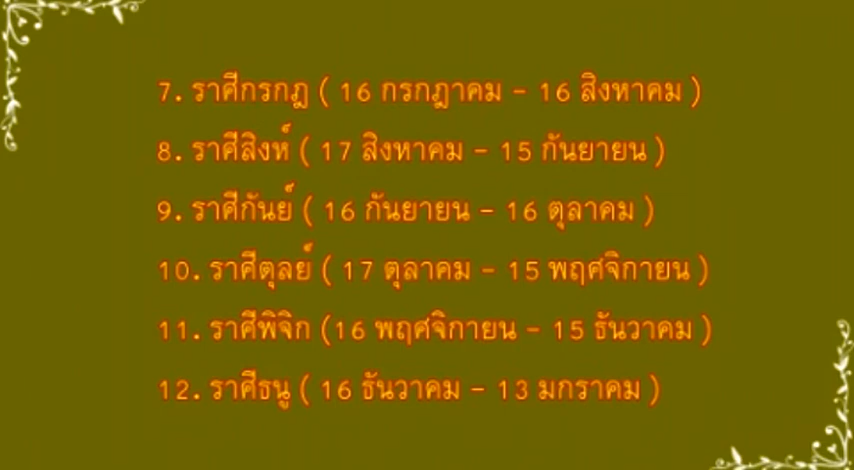 7. ราศีกรกฎ ( 16 กรกฎาคม - 16 สิงหาคม )
8. ราศีสิงห์ ( 17 สิงหาคม - 15 กันยายน )
9. ราศีกันย์ ( 16 กันยายน - 16 ตุลาคม )
10. ราศีตุลย์ ( 17 ตุลาคม - 15 พฤศจิกายน )
11. ราศีพิจิก (16 พฤศจิกายน - 15 ธันวาคม )
12. ราศีธนู ( 16 ธันวาคม - 13 มกราคม )